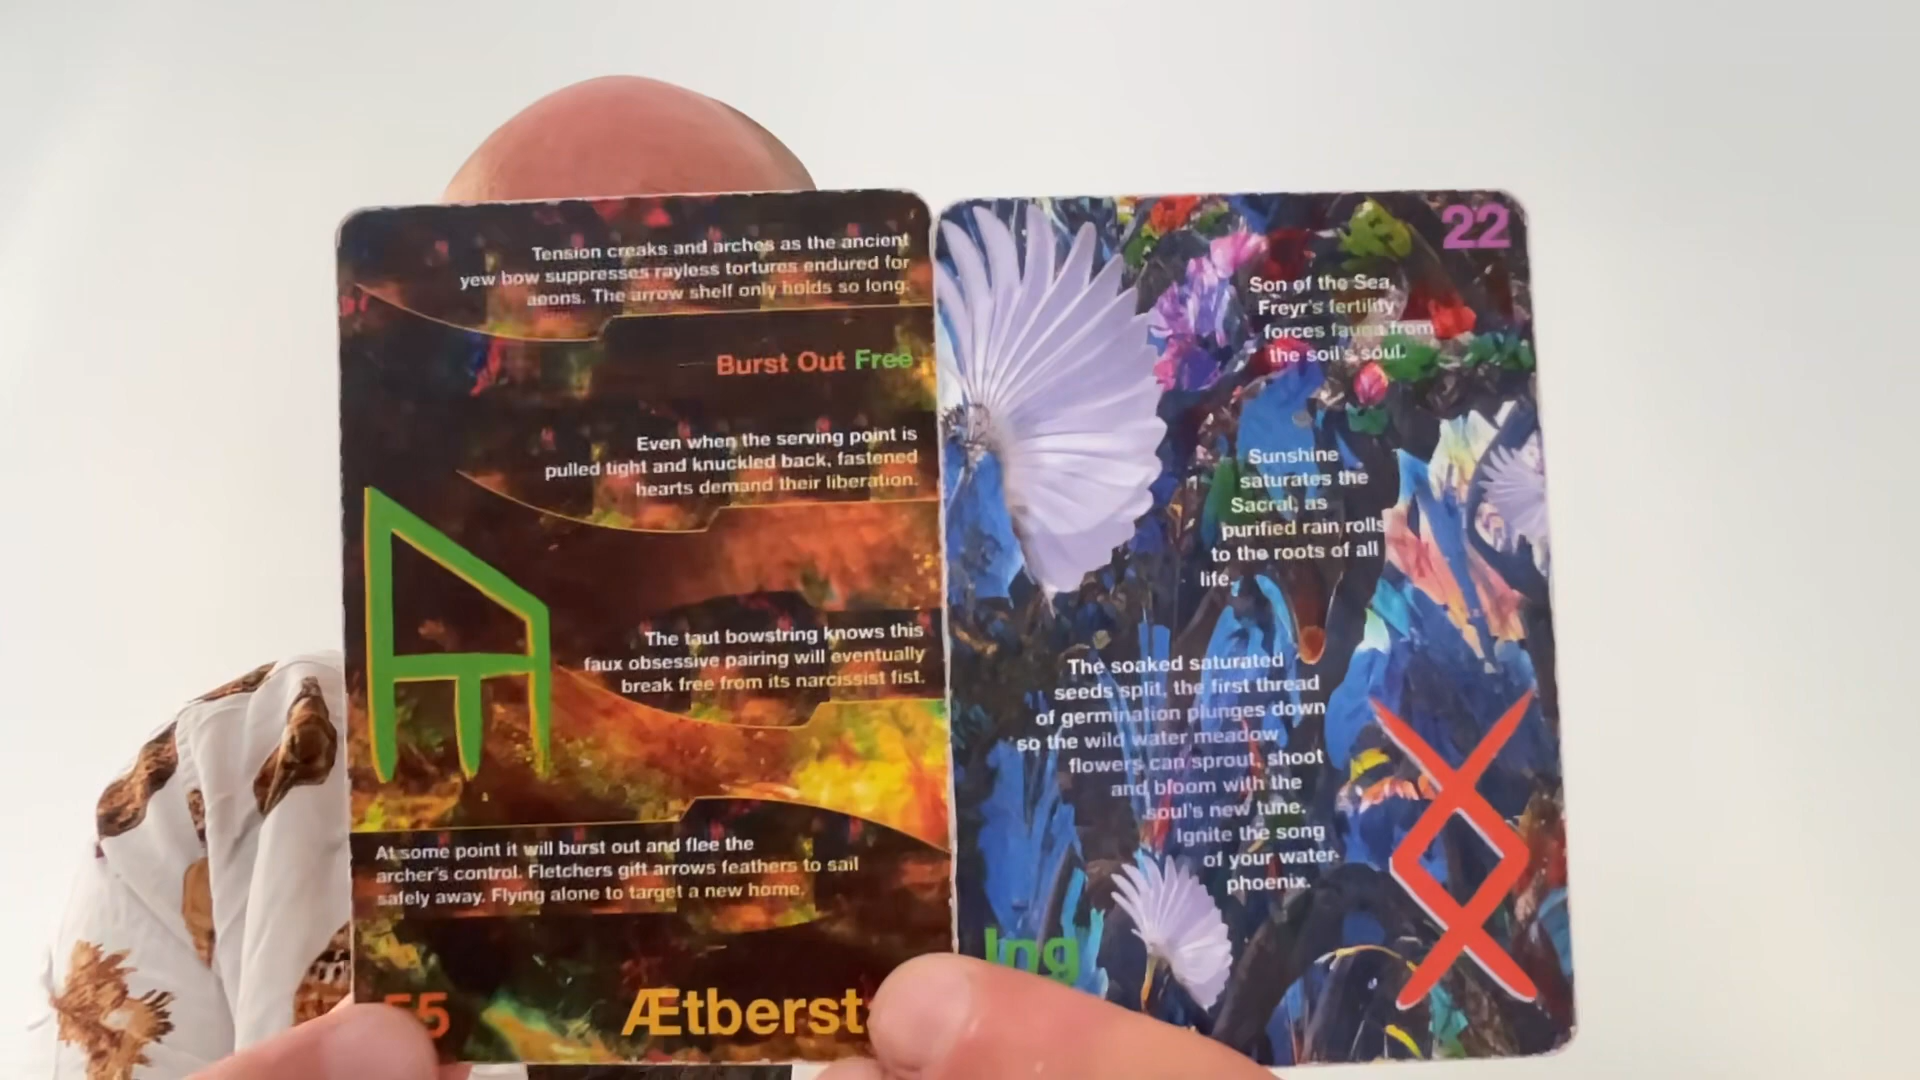 Tension creaks and arches as the ancient
yew bow suppresses rayless tortures endured for
aeons. The arrow shelf only holds so long.
Burst Out Free
Even when the serving point is
pulled tight and knuckled back, fastened
hearts demand their liberation.
The taut bowstring knows this
faux obsessive pairing will eventually
break free from its narcissist fist.
At some point it will burst out and flee the
archer's control. Fletchers gift arrows feathers to sail
safely away. Flying alone to target a new home.
55
Ætberst
22
Son of the Sea,
Freyr's fertility
forces fauna from
the soil's soul.
Sunshine
saturates the
Sacral, as
purified rain rolls
to the roots of all
life.
The soaked saturated
seeds split, the first thread
of germination plunges down
so the wild water meadow
flowers can sprout, shoot
and bloom with the
soul's new tune.
Ignite the song
of your water-
phoenix.
Ing